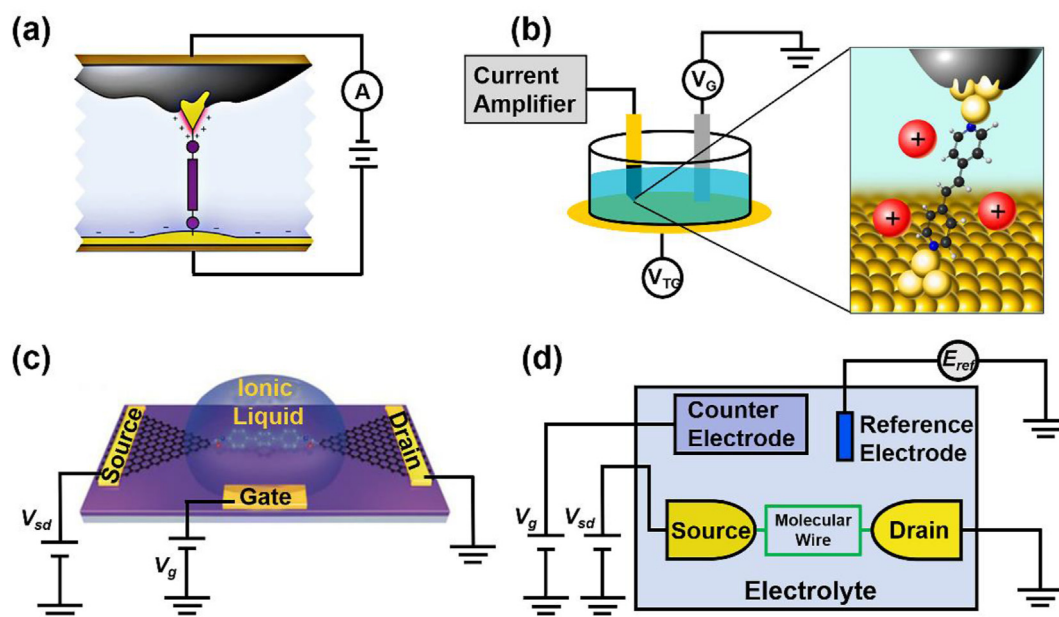 (a)
A
(b)
Current
Amplifier
V_G
V_TG
+
+
+
(c)
Ionic
Liquid
Source
Drain
Gate
V_sd
V_g
(d)
E_ref
Counter
Electrode
Reference
Electrode
V_g
V_sd
Source
Molecular
Wire
Drain
Electrolyte